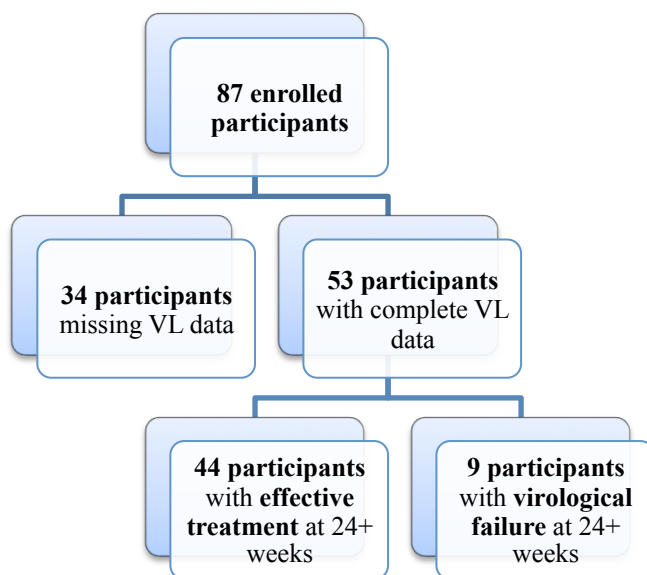 87 enrolled
participants
34 participants
missing VL data
53 participants
with complete VL
data
44 participants
with effective
treatment at 24+
weeks
9 participants
with virological
failure at 24+
weeks